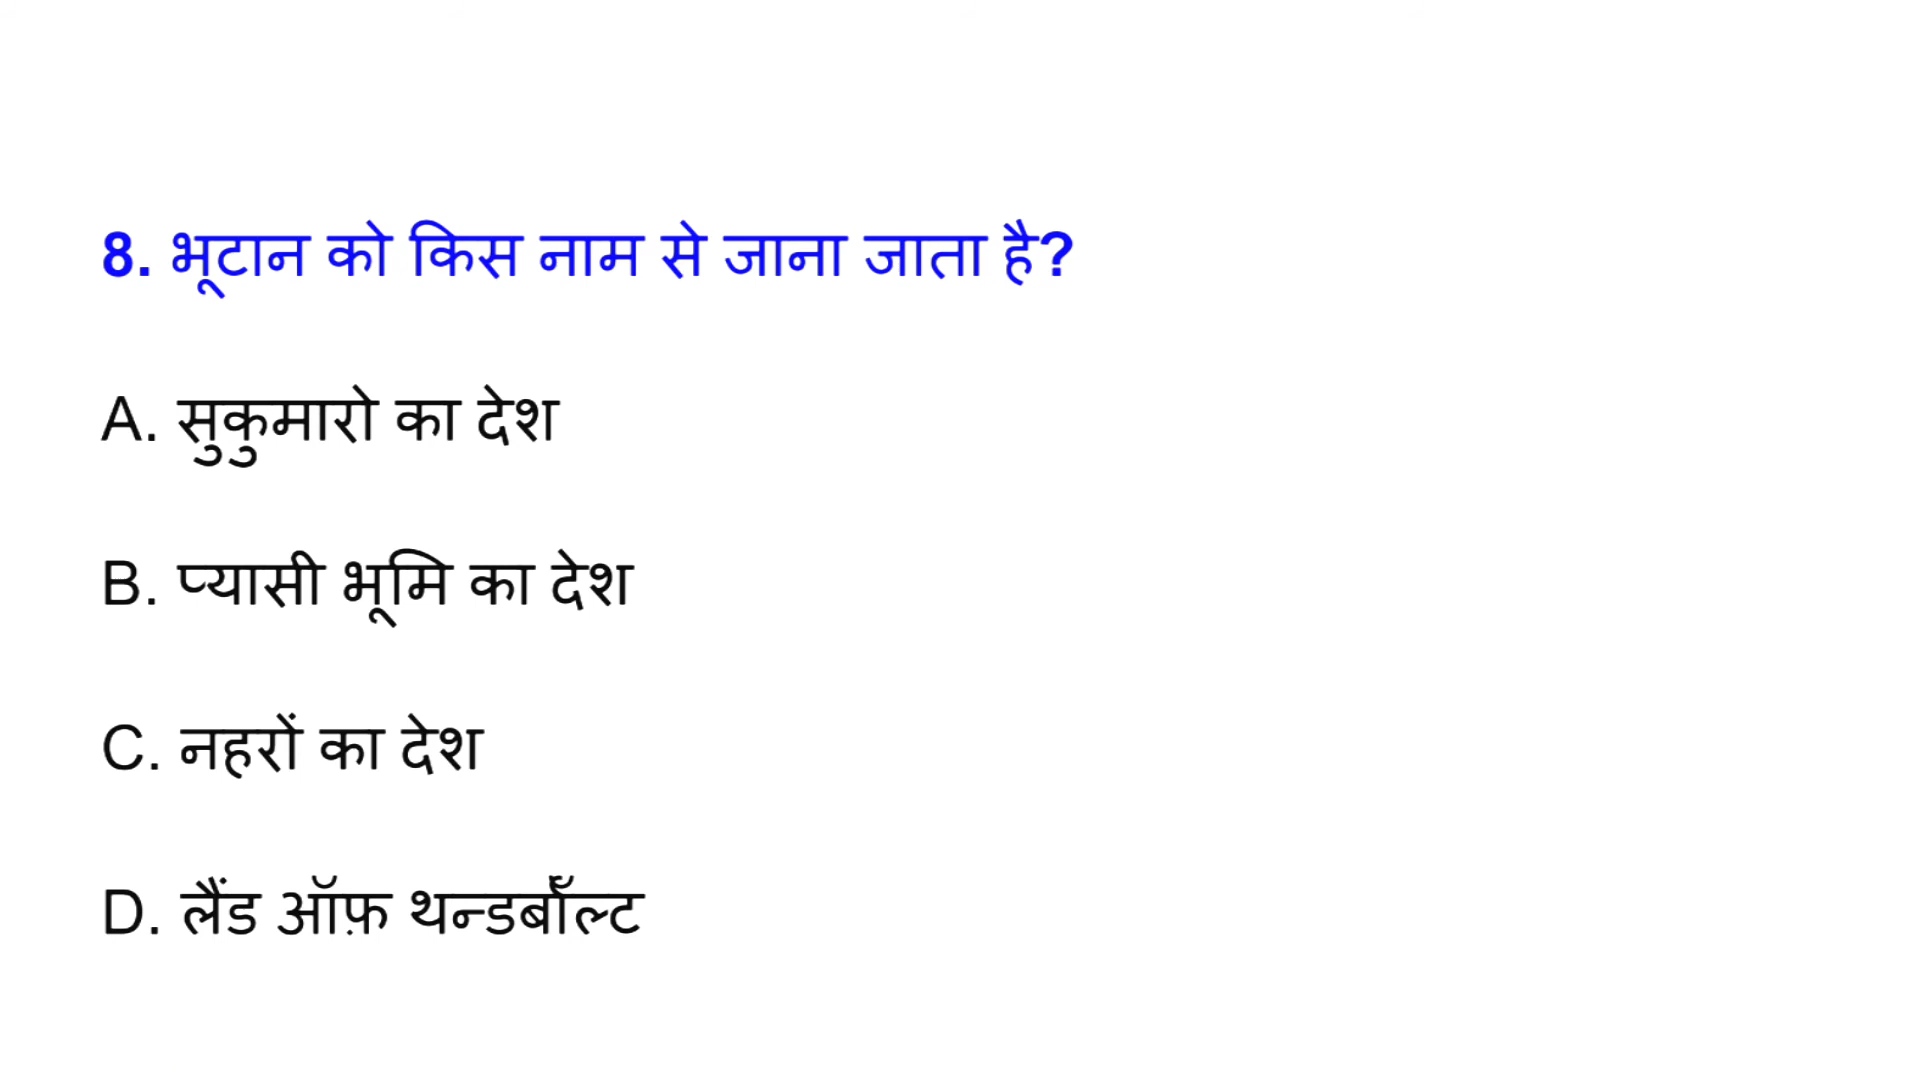 8. भूटान को किस नाम से जाना जाता है?
A. सुकुमारो का देश
B. प्यासी भूमि का देश
C. नहरों का देश
D. लैंड ऑफ़ थन्डर्बॉल्ट